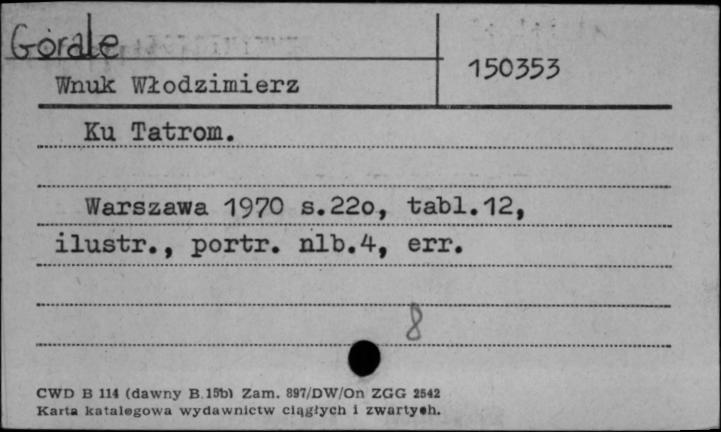 Górale
150353
Wnuk Włodzimierz
Ku Tatrom.
Warszawa 1970 s.22o, tabl.12,
ilustr., portr. nlb.4, err.
8
CWD B 114 (dawny B.15b) Zam. 897/DW/On ZGG 2542
Karta katalogowa wydawnictw ciągłych i zwartych.